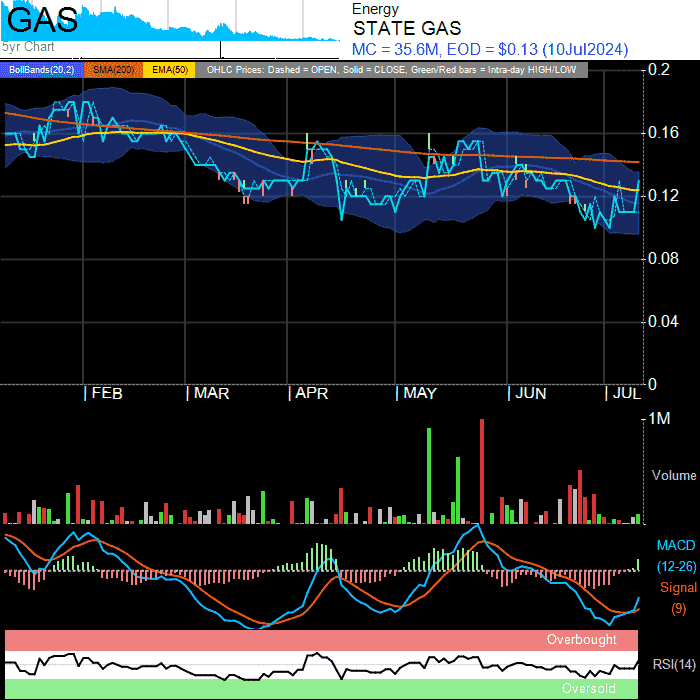 GAS
5yr Chart
Energy
STATE GAS
MC = 35.6M, EOD = $0.13 (10Jul2024)
BollBands(20,2) SMA(200) EMA(50) OHLC Prices: Dashed = OPEN, Solid = CLOSE, Green/Red bars = Intra-day HIGH/LOW
0.2
0.16
0.12
0.08
0.04
0
FEB MAR APR MAY JUN JUL
1M
Volume
MACD
(12-26)
Signal
(9)
Overbought
RSI(14)
Oversold